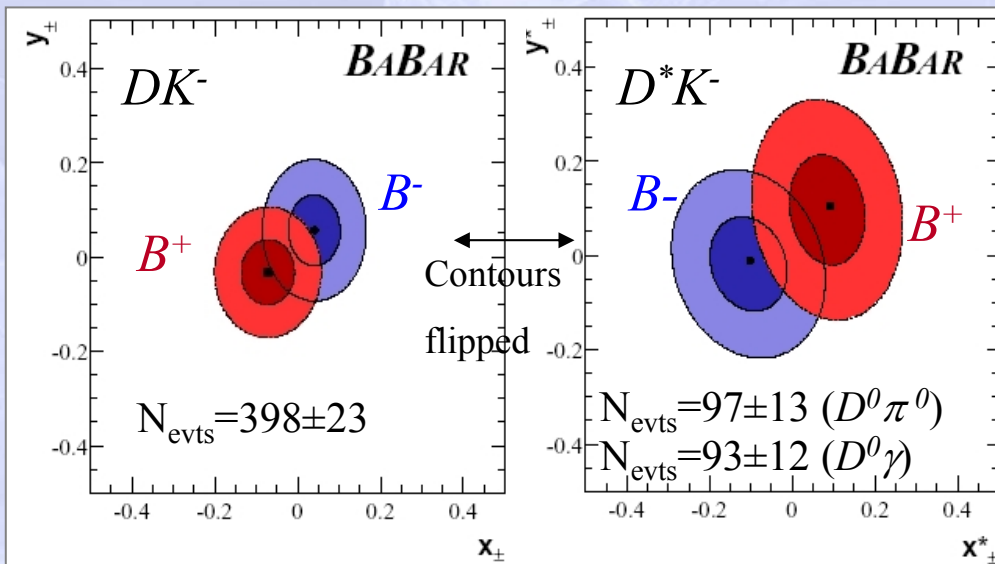 y±
BABAR
DK⁻
0.4
0.2
0
-0.2
-0.4
B⁻
B⁺
N_evts=398±23
-0.4 -0.2 0 0.2 0.4
x±
Contours
flipped
y*±
BABAR
D*K⁻
0.4
0.2
0
-0.2
-0.4
B-
B⁺
N_evts=97±13 (D⁰π⁰)
N_evts=93±12 (D⁰γ)
-0.4 -0.2 0 0.2 0.4
x*±